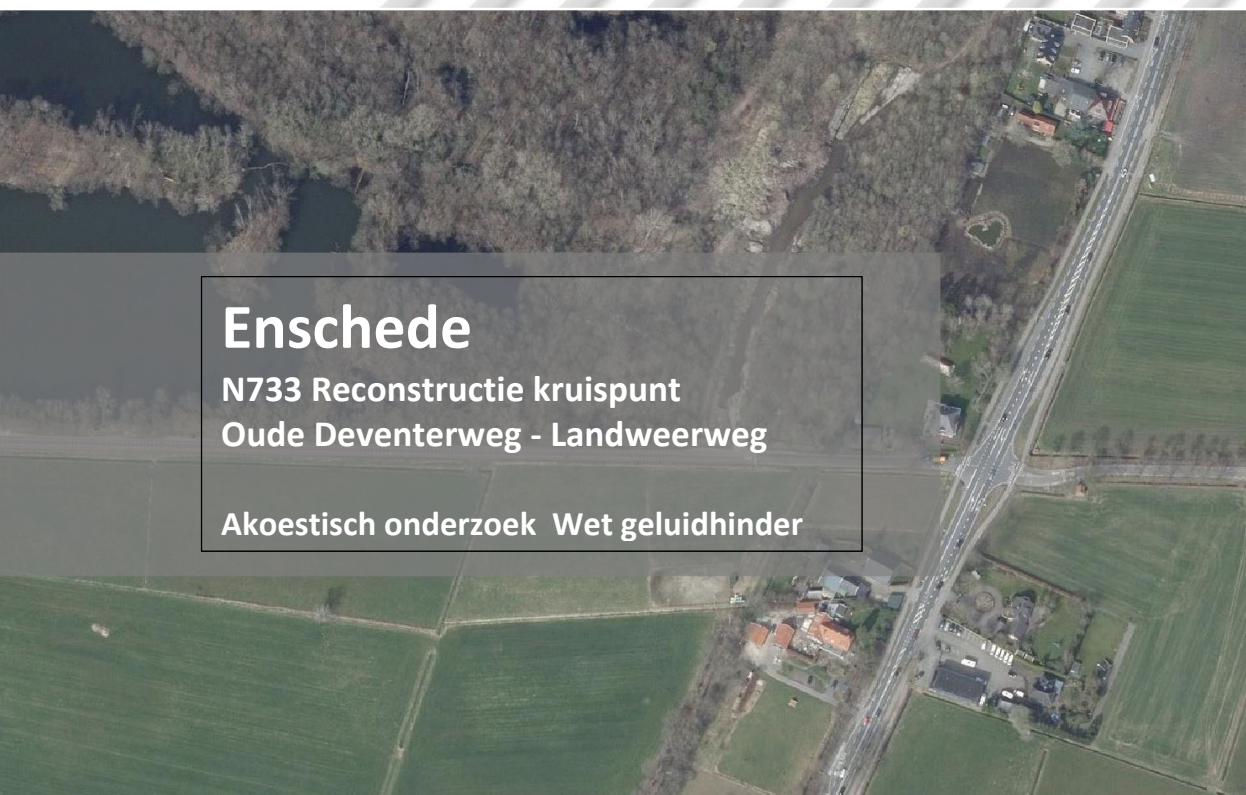 Enschede
N733 Reconstructie kruispunt
Oude Deventerweg - Landweerweg
Akoestisch onderzoek Wet geluidhinder